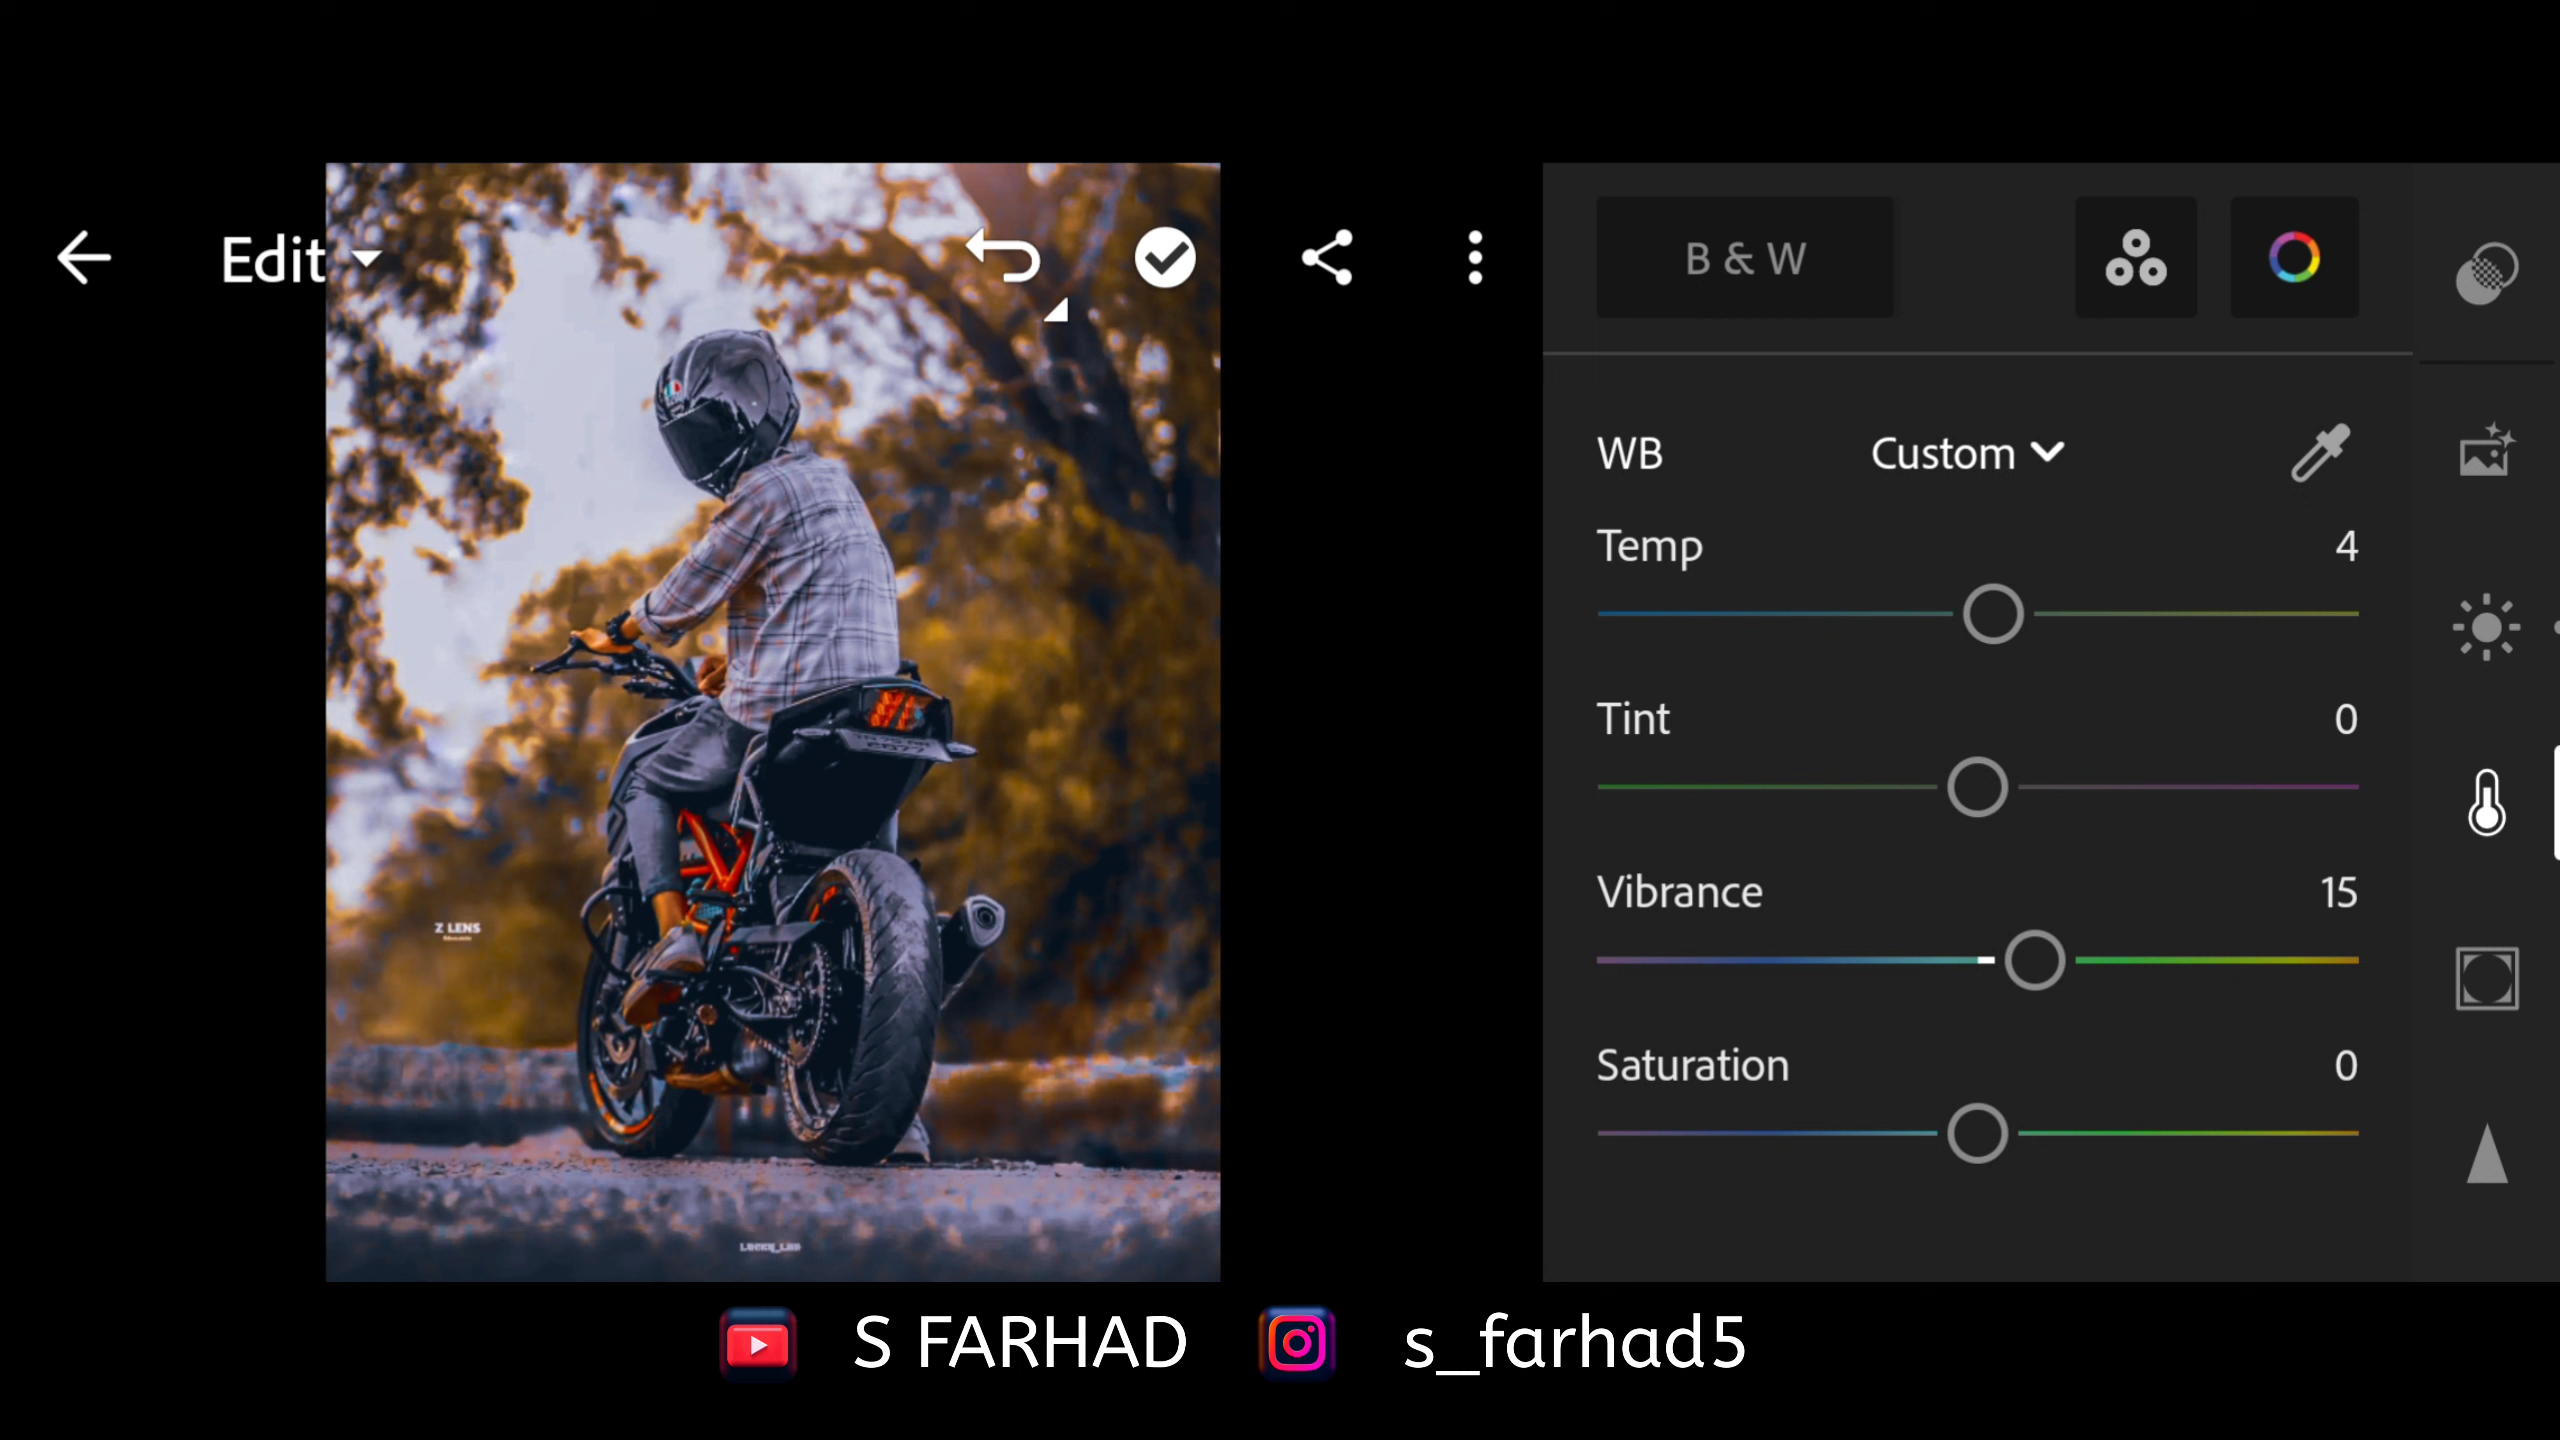 Edit
B & W
WB Custom
Temp 4
Tint 0
Vibrance 15
Saturation 0
Z LENS
S FARHAD s_farhad5